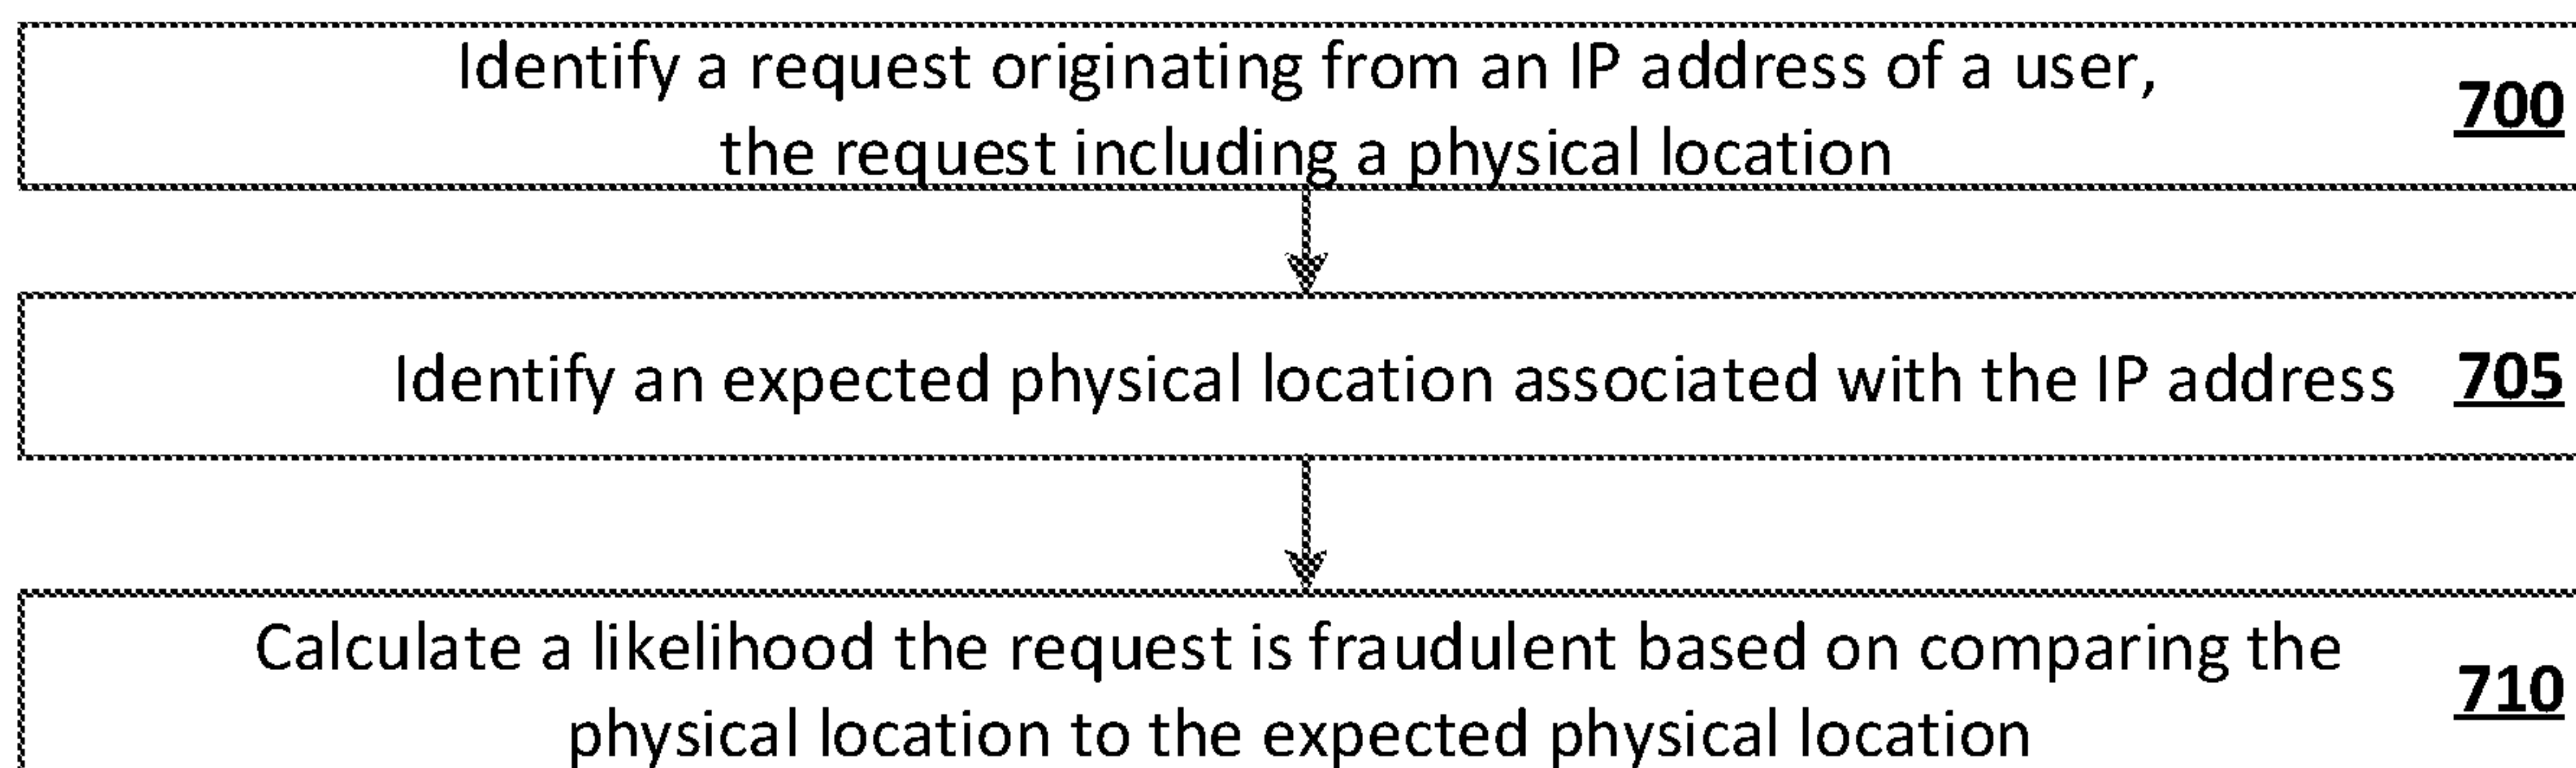 Identify a request originating from an IP address of a user,
the request including a physical location
700
Identify an expected physical location associated with the IP address 705
Calculate a likelihood the request is fraudulent based on comparing the
physical location to the expected physical location
710